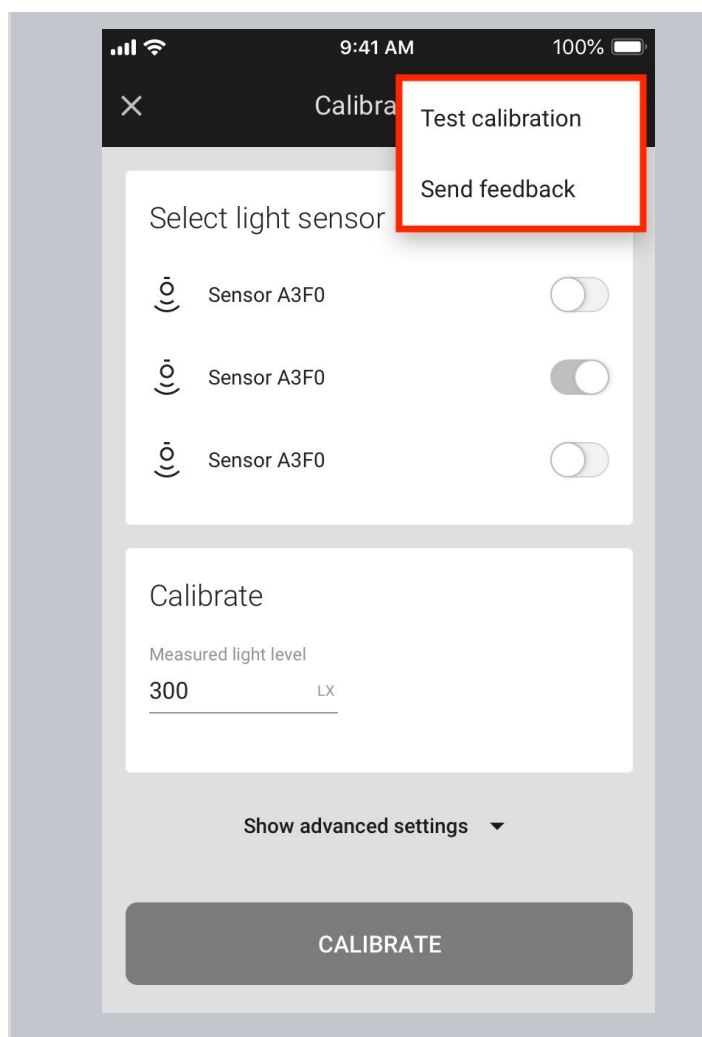 9:41 AM 100%
Calibra
Test calibration
Send feedback
Select light sensor
Sensor A3F0
Sensor A3F0
Sensor A3F0
Calibrate
Measured light level
300 LX
Show advanced settings
CALIBRATE